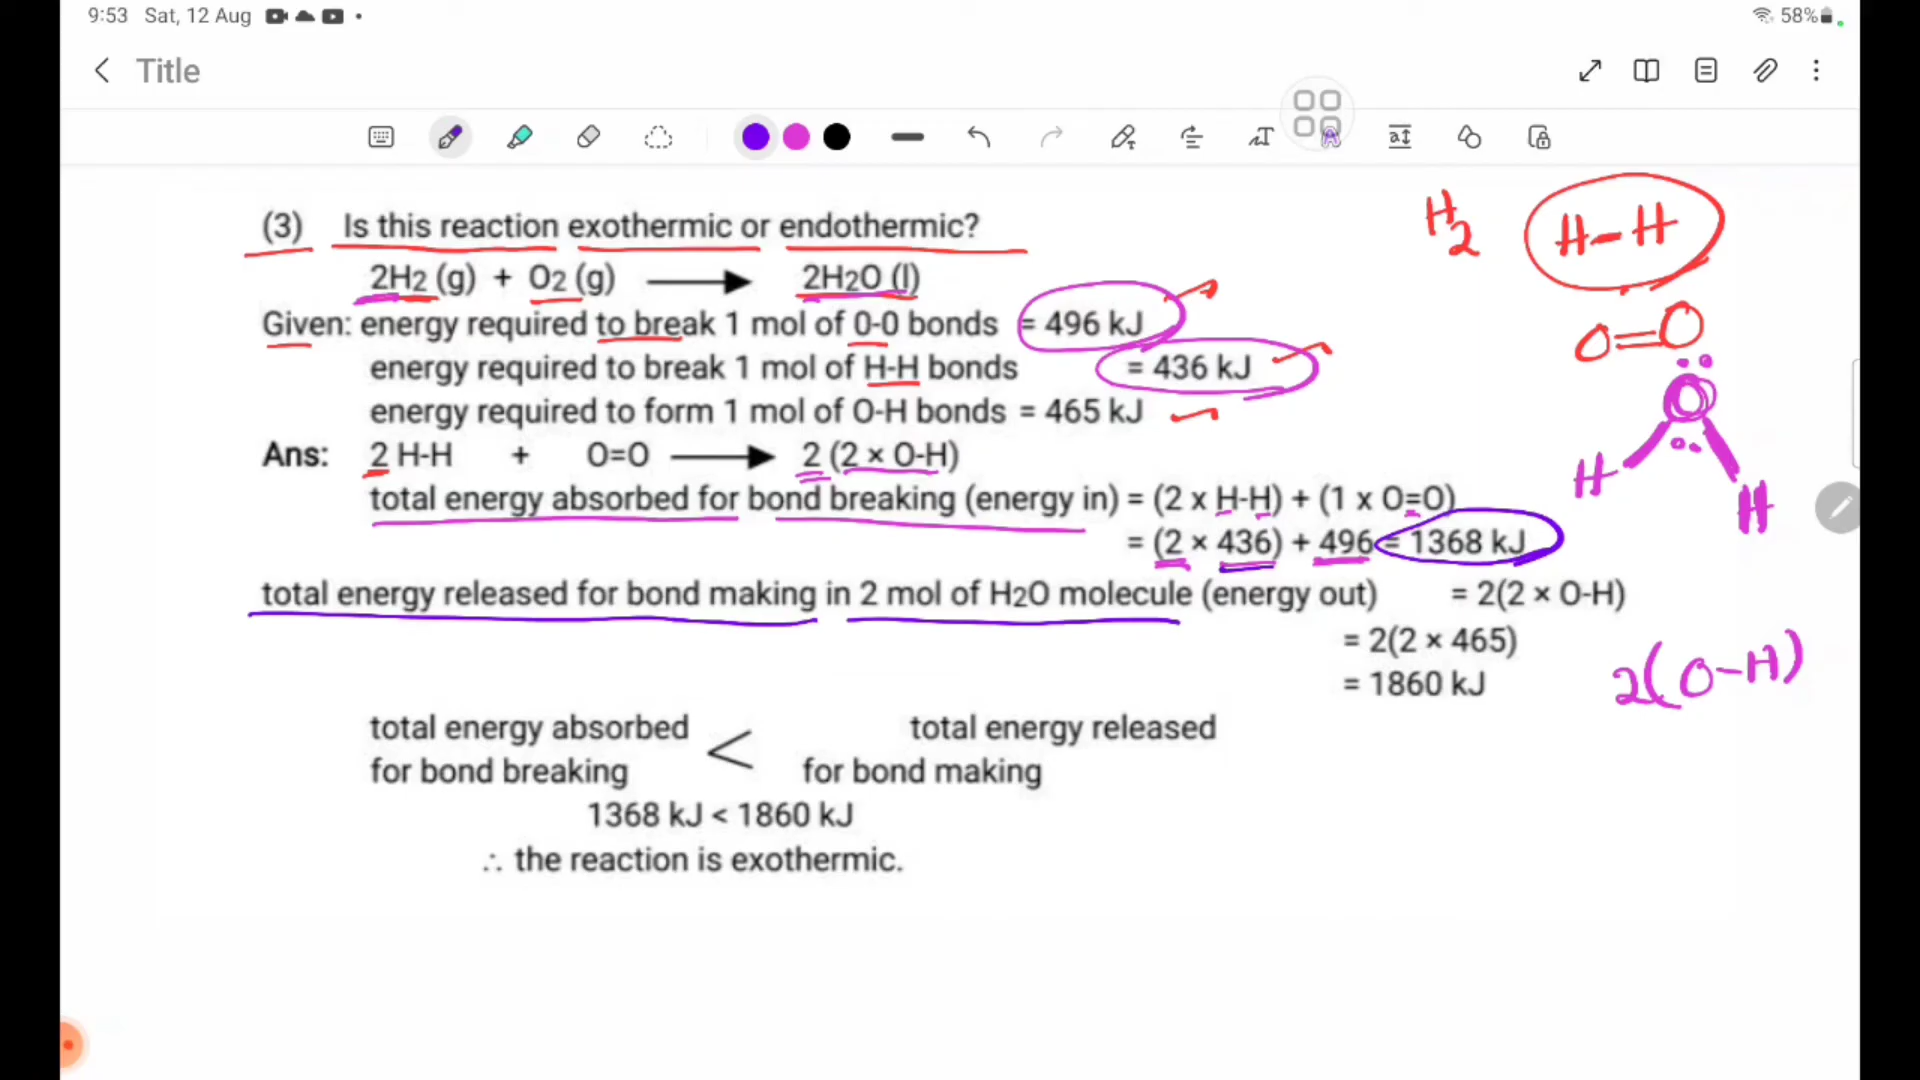 9:53 Sat, 12 Aug
58%
Title
(3) Is this reaction exothermic or endothermic?
2H2 (g) + O2 (g) ⟶ 2H2O (l)
Given: energy required to break 1 mol of 0-0 bonds = 496 kJ
energy required to break 1 mol of H-H bonds = 436 kJ
energy required to form 1 mol of O-H bonds = 465 kJ
Ans: 2 H-H + O=O ⟶ 2 (2 × O-H)
total energy absorbed for bond breaking (energy in) = (2 x H-H) + (1 x O=O)
= (2 × 436) + 496 = 1368 kJ
total energy released for bond making in 2 mol of H2O molecule (energy out) = 2(2 × O-H)
= 2(2 × 465)
= 1860 kJ
total energy absorbed < total energy released
for bond breaking for bond making
1368 kJ < 1860 kJ
∴ the reaction is exothermic.
H2 H-H
O=O
O
H H
2(O-H)